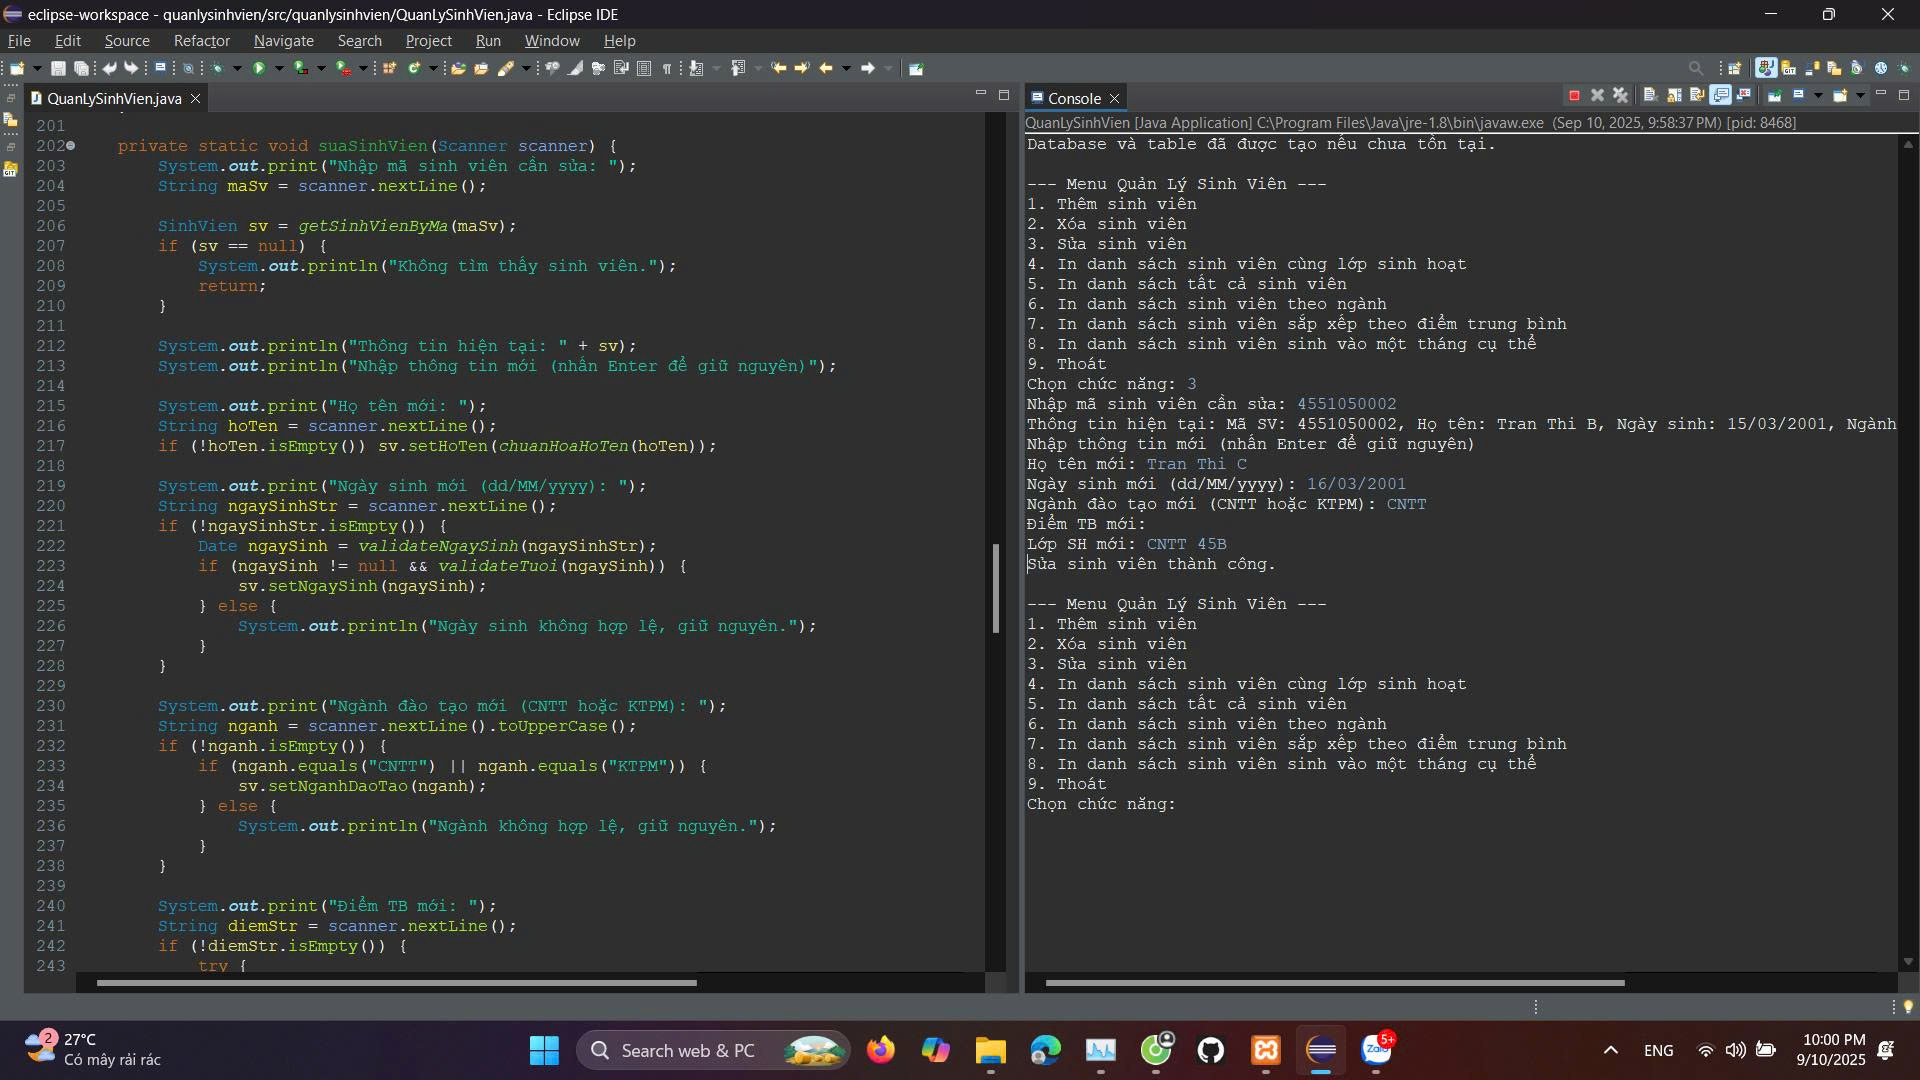 eclipse-workspace - quanlysinhvien/src/quanlysinhvien/QuanLySinhVien.java - Eclipse IDE
File Edit Source Refactor Navigate Search Project Run Window Help
QuanLySinhVien.java
201
202 private static void suaSinhVien(Scanner scanner) {
203 System.out.print("Nhập mã sinh viên cần sửa: ");
204 String maSv = scanner.nextLine();
205
206 SinhVien sv = getSinhVienByMa(maSv);
207 if (sv == null) {
208 System.out.println("Không tìm thấy sinh viên.");
209 return;
210 }
211
212 System.out.println("Thông tin hiện tại: " + sv);
213 System.out.println("Nhập thông tin mới (nhấn Enter để giữ nguyên)");
214
215 System.out.print("Họ tên mới: ");
216 String hoTen = scanner.nextLine();
217 if (!hoTen.isEmpty()) sv.setHoTen(chuanHoaHoTen(hoTen));
218
219 System.out.print("Ngày sinh mới (dd/MM/yyyy): ");
220 String ngaySinhStr = scanner.nextLine();
221 if (!ngaySinhStr.isEmpty()) {
222 Date ngaySinh = validateNgaySinh(ngaySinhStr);
223 if (ngaySinh != null && validateTuoi(ngaySinh)) {
224 sv.setNgaySinh(ngaySinh);
225 } else {
226 System.out.println("Ngày sinh không hợp lệ, giữ nguyên.");
227 }
228 }
229
230 System.out.print("Ngành đào tạo mới (CNTT hoặc KTPM): ");
231 String nganh = scanner.nextLine().toUpperCase();
232 if (!nganh.isEmpty()) {
233 if (nganh.equals("CNTT") || nganh.equals("KTPM")) {
234 sv.setNganhDaoTao(nganh);
235 } else {
236 System.out.println("Ngành không hợp lệ, giữ nguyên.");
237 }
238 }
239
240 System.out.print("Điểm TB mới: ");
241 String diemStr = scanner.nextLine();
242 if (!diemStr.isEmpty()) {
243 try {
Console
QuanLySinhVien [Java Application] C:\Program Files\Java\jre-1.8\bin\javaw.exe (Sep 10, 2025, 9:58:37 PM) [pid: 8468]
Database và table đã được tạo nếu chưa tồn tại.
--- Menu Quản Lý Sinh Viên ---
1. Thêm sinh viên
2. Xóa sinh viên
3. Sửa sinh viên
4. In danh sách sinh viên cùng lớp sinh hoạt
5. In danh sách tất cả sinh viên
6. In danh sách sinh viên theo ngành
7. In danh sách sinh viên sắp xếp theo điểm trung bình
8. In danh sách sinh viên sinh vào một tháng cụ thể
9. Thoát
Chọn chức năng: 3
Nhập mã sinh viên cần sửa: 4551050002
Thông tin hiện tại: Mã SV: 4551050002, Họ tên: Tran Thi B, Ngày sinh: 15/03/2001, Ngành
Nhập thông tin mới (nhấn Enter để giữ nguyên)
Họ tên mới: Tran Thi C
Ngày sinh mới (dd/MM/yyyy): 16/03/2001
Ngành đào tạo mới (CNTT hoặc KTPM): CNTT
Điểm TB mới:
Lớp SH mới: CNTT 45B
Sửa sinh viên thành công.
--- Menu Quản Lý Sinh Viên ---
1. Thêm sinh viên
2. Xóa sinh viên
3. Sửa sinh viên
4. In danh sách sinh viên cùng lớp sinh hoạt
5. In danh sách tất cả sinh viên
6. In danh sách sinh viên theo ngành
7. In danh sách sinh viên sắp xếp theo điểm trung bình
8. In danh sách sinh viên sinh vào một tháng cụ thể
9. Thoát
Chọn chức năng:
2
27°C
Có mây rải rác
Search web & PC
Zalo
5+
ENG
10:00 PM
9/10/2025